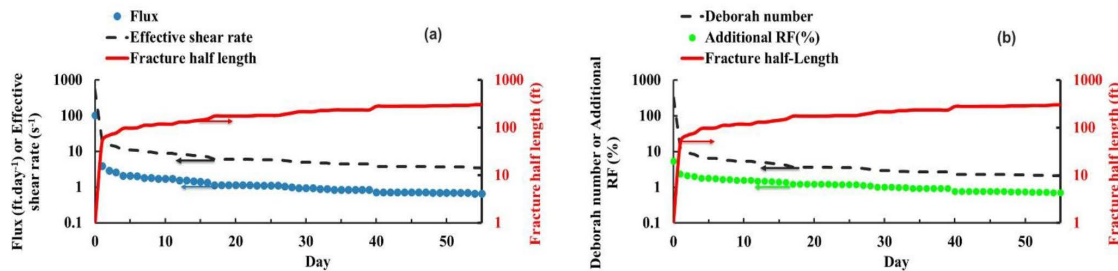 Flux
Effective shear rate
Fracture half length
(a)
1000
100
10
1
0.1
Flux (ft.day⁻¹) or Effective
shear rate (s⁻¹)
1000
100
10
1
Fracture half length (ft)
0 10 20 30 40 50
Day
Deborah number
Additional RF(%)
Fracture half-Length
(b)
1000
100
10
1
0.1
Deborah number or Additional
RF (%)
1000
100
10
1
Fracture half length (ft)
0 10 20 30 40 50
Day